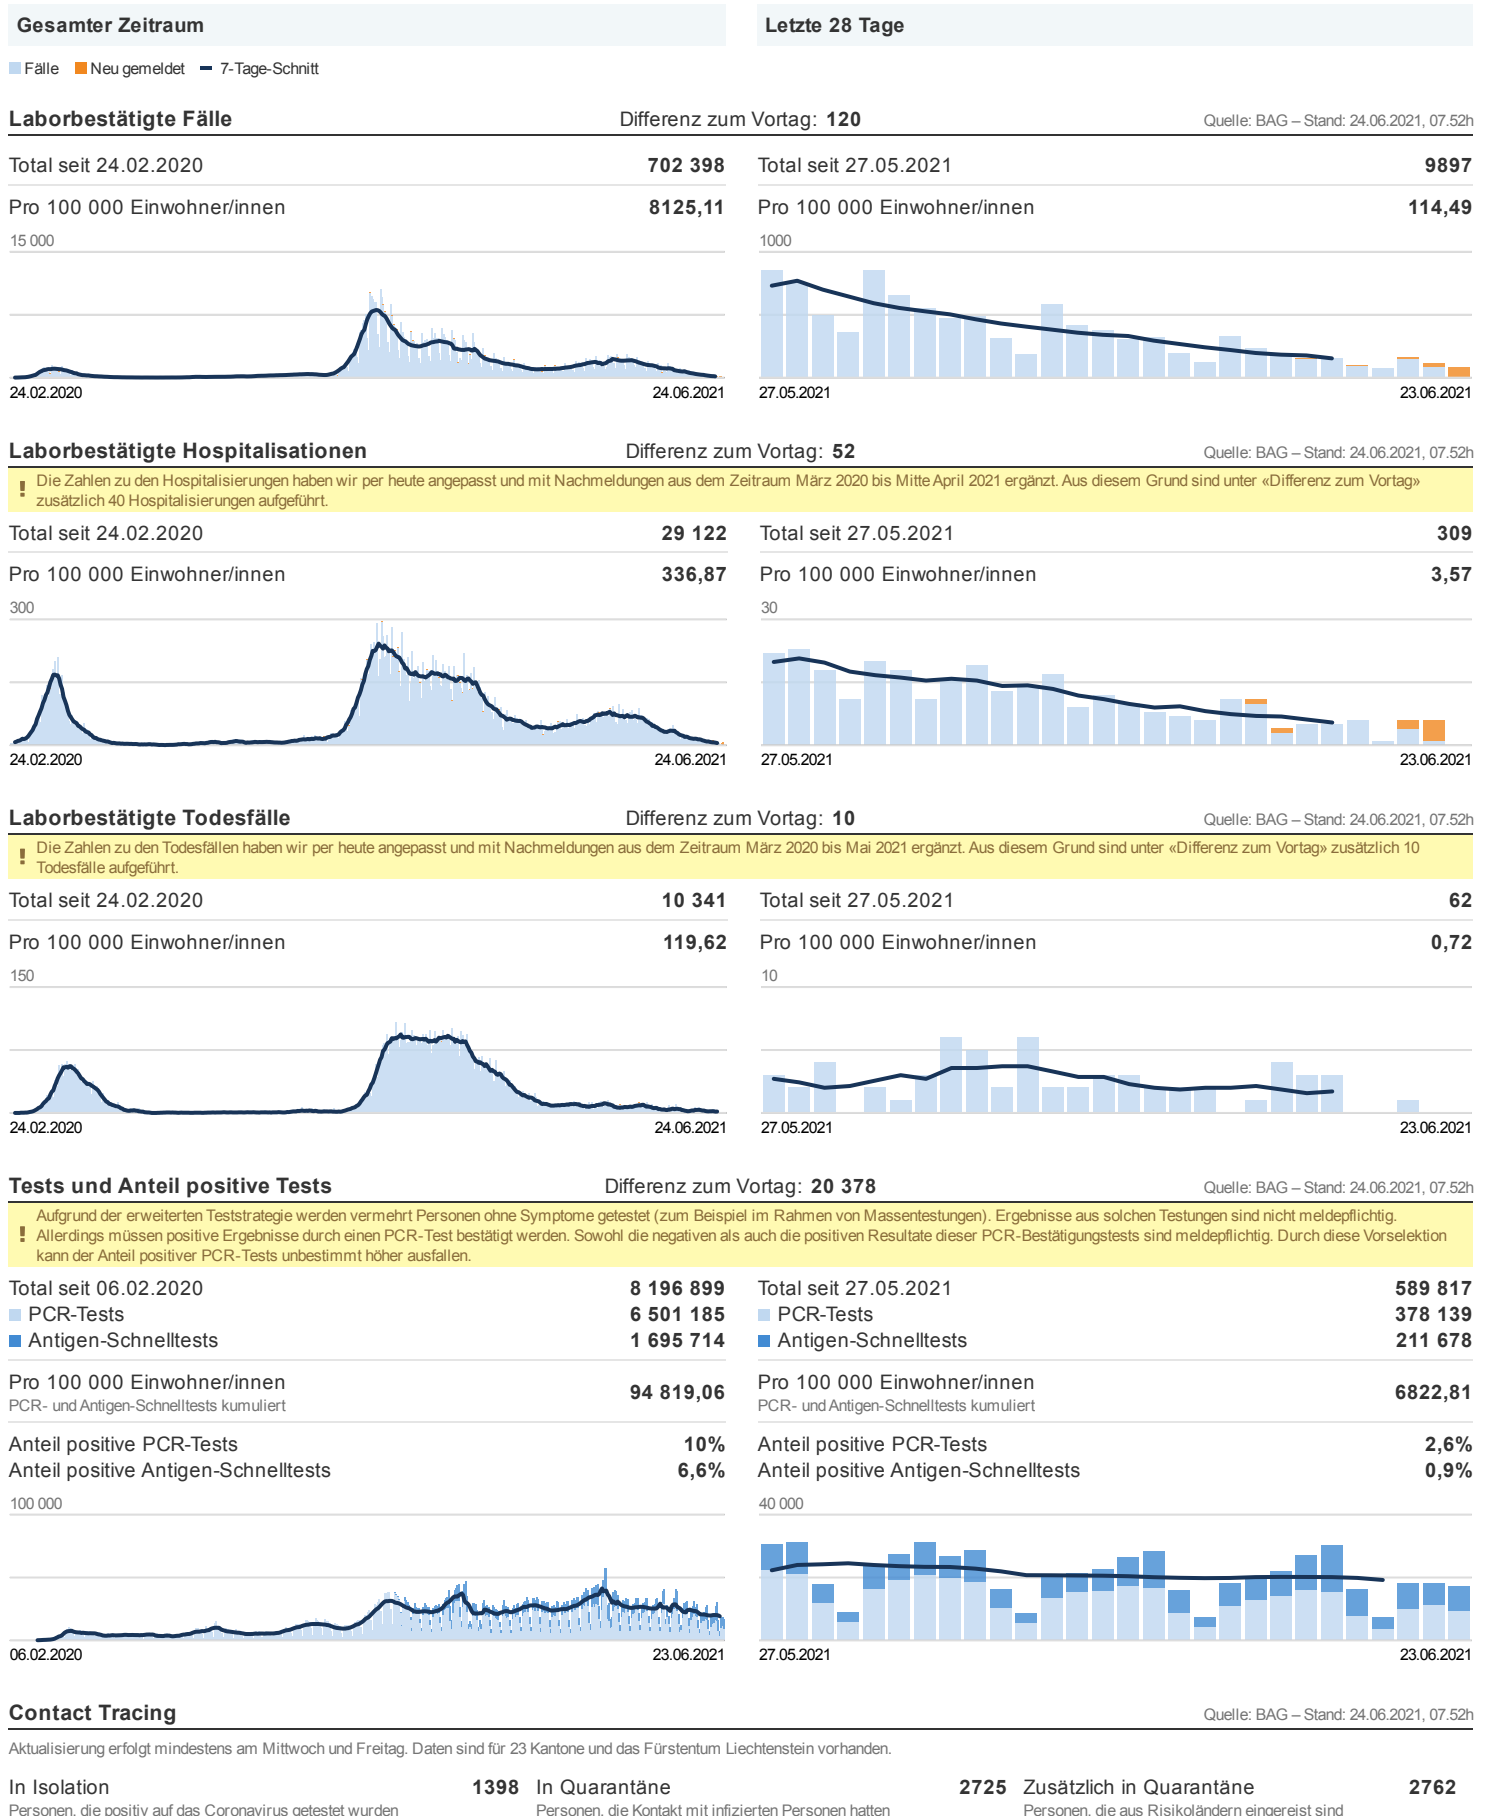 Gesamter Zeitraum
Letzte 28 Tage
Fälle Neu gemeldet 7-Tage-Schnitt
Laborbestätigte Fälle Differenz zum Vortag: 120 Quelle: BAG – Stand: 24.06.2021, 07.52h
Total seit 24.02.2020 702 398 Total seit 27.05.2021 9897
Pro 100 000 Einwohner/innen 8125,11 Pro 100 000 Einwohner/innen 114,49
15 000 1000
24.02.2020 24.06.2021 27.05.2021 23.06.2021
Laborbestätigte Hospitalisationen Differenz zum Vortag: 52 Quelle: BAG – Stand: 24.06.2021, 07.52h
! Die Zahlen zu den Hospitalisierungen haben wir per heute angepasst und mit Nachmeldungen aus dem Zeitraum März 2020 bis Mitte April 2021 ergänzt. Aus diesem Grund sind unter «Differenz zum Vortag»
zusätzlich 40 Hospitalisierungen aufgeführt.
Total seit 24.02.2020 29 122 Total seit 27.05.2021 309
Pro 100 000 Einwohner/innen 336,87 Pro 100 000 Einwohner/innen 3,57
300 30
24.02.2020 24.06.2021 27.05.2021 23.06.2021
Laborbestätigte Todesfälle Differenz zum Vortag: 10 Quelle: BAG – Stand: 24.06.2021, 07.52h
! Die Zahlen zu den Todesfällen haben wir per heute angepasst und mit Nachmeldungen aus dem Zeitraum März 2020 bis Mai 2021 ergänzt. Aus diesem Grund sind unter «Differenz zum Vortag» zusätzlich 10
Todesfälle aufgeführt.
Total seit 24.02.2020 10 341 Total seit 27.05.2021 62
Pro 100 000 Einwohner/innen 119,62 Pro 100 000 Einwohner/innen 0,72
150 10
24.02.2020 24.06.2021 27.05.2021 23.06.2021
Tests und Anteil positive Tests Differenz zum Vortag: 20 378 Quelle: BAG – Stand: 24.06.2021, 07.52h
Aufgrund der erweiterten Teststrategie werden vermehrt Personen ohne Symptome getestet (zum Beispiel im Rahmen von Massentestungen). Ergebnisse aus solchen Testungen sind nicht meldepflichtig.
! Allerdings müssen positive Ergebnisse durch einen PCR-Test bestätigt werden. Sowohl die negativen als auch die positiven Resultate dieser PCR-Bestätigungstests sind meldepflichtig. Durch diese Vorselektion
kann der Anteil positiver PCR-Tests unbestimmt höher ausfallen.
Total seit 06.02.2020 8 196 899 Total seit 27.05.2021 589 817
PCR-Tests 6 501 185 PCR-Tests 378 139
Antigen-Schnelltests 1 695 714 Antigen-Schnelltests 211 678
Pro 100 000 Einwohner/innen 94 819,06 Pro 100 000 Einwohner/innen 6822,81
PCR- und Antigen-Schnelltests kumuliert PCR- und Antigen-Schnelltests kumuliert
Anteil positive PCR-Tests 10% Anteil positive PCR-Tests 2,6%
Anteil positive Antigen-Schnelltests 6,6% Anteil positive Antigen-Schnelltests 0,9%
100 000 40 000
06.02.2020 23.06.2021 27.05.2021 23.06.2021
Contact Tracing Quelle: BAG – Stand: 24.06.2021, 07.52h
Aktualisierung erfolgt mindestens am Mittwoch und Freitag. Daten sind für 23 Kantone und das Fürstentum Liechtenstein vorhanden.
In Isolation 1398 In Quarantäne 2725 Zusätzlich in Quarantäne 2762
Personen, die positiv auf das Coronavirus getestet wurden Personen, die Kontakt mit infizierten Personen hatten Personen, die aus Risikoländern eingereist sind